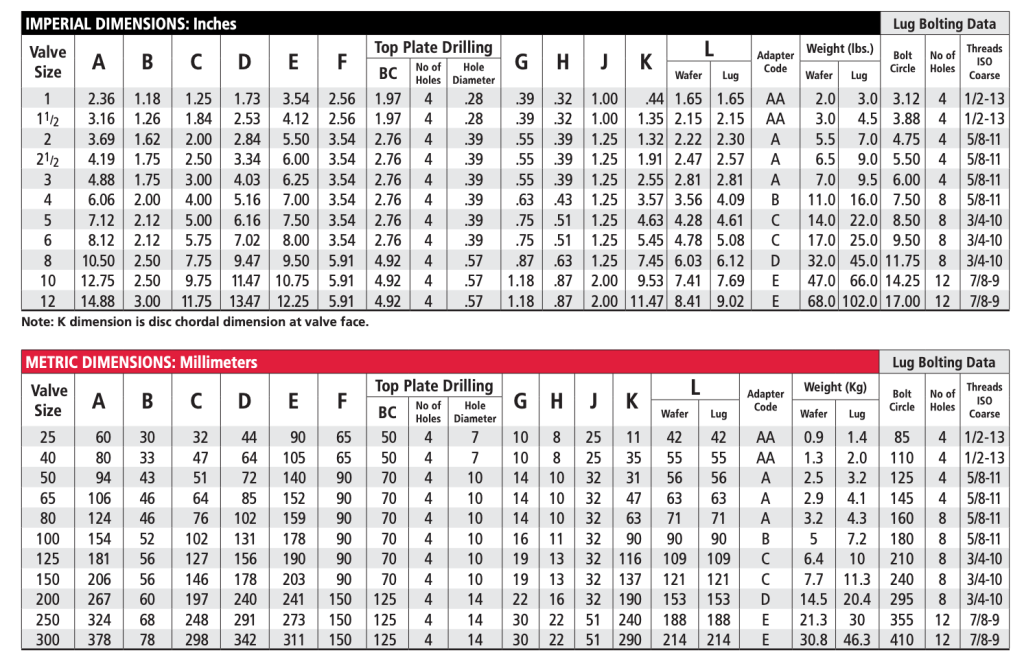 IMPERIAL DIMENSIONS: Inches Lug Bolting Data
Valve Size A B C D E F Top Plate Drilling BC No of Holes Hole Diameter G H J K L Wafer Lug Adapter Code Weight (lbs.) Wafer Lug Bolt Circle No of Holes Threads ISO Coarse
1 2.36 1.18 1.25 1.73 3.54 2.56 1.97 4 .28 .39 .32 1.00 .44 1.65 1.65 AA 2.0 3.0 3.12 4 1/2-13
1 1/2 3.16 1.26 1.84 2.53 4.12 2.56 1.97 4 .28 .39 .32 1.00 1.35 2.15 2.15 AA 3.0 4.5 3.88 4 1/2-13
2 3.69 1.62 2.00 2.84 5.50 3.54 2.76 4 .39 .55 .39 1.25 1.32 2.22 2.30 A 5.5 7.0 4.75 4 5/8-11
2 1/2 4.19 1.75 2.50 3.34 6.00 3.54 2.76 4 .39 .55 .39 1.25 1.91 2.47 2.57 A 6.5 9.0 5.50 4 5/8-11
3 4.88 1.75 3.00 4.03 6.25 3.54 2.76 4 .39 .55 .39 1.25 2.55 2.81 2.81 A 7.0 9.5 6.00 4 5/8-11
4 6.06 2.00 4.00 5.16 7.00 3.54 2.76 4 .39 .63 .43 1.25 3.57 3.56 4.09 B 11.0 16.0 7.50 8 5/8-11
5 7.12 2.12 5.00 6.16 7.50 3.54 2.76 4 .39 .75 .51 1.25 4.63 4.28 4.61 C 14.0 22.0 8.50 8 3/4-10
6 8.12 2.12 5.75 7.02 8.00 3.54 2.76 4 .39 .75 .51 1.25 5.45 4.78 5.08 C 17.0 25.0 9.50 8 3/4-10
8 10.50 2.50 7.75 9.47 9.50 5.91 4.92 4 .57 .87 .63 1.25 7.45 6.03 6.12 D 32.0 45.0 11.75 8 3/4-10
10 12.75 2.50 9.75 11.47 10.75 5.91 4.92 4 .57 1.18 .87 2.00 9.53 7.41 7.69 E 47.0 66.0 14.25 12 7/8-9
12 14.88 3.00 11.75 13.47 12.25 5.91 4.92 4 .57 1.18 .87 2.00 11.47 8.41 9.02 E 68.0 102.0 17.00 12 7/8-9
Note: K dimension is disc chordal dimension at valve face.
METRIC DIMENSIONS: Millimeters Lug Bolting Data
Valve Size A B C D E F Top Plate Drilling BC No of Holes Hole Diameter G H J K L Wafer Lug Adapter Code Weight (Kg) Wafer Lug Bolt Circle No of Holes Threads ISO Coarse
25 60 30 32 44 90 65 50 4 7 10 8 25 11 42 42 AA 0.9 1.4 85 4 1/2-13
40 80 33 47 64 105 65 50 4 7 10 8 25 35 55 55 AA 1.3 2.0 110 4 1/2-13
50 94 43 51 72 140 90 70 4 10 14 10 32 31 56 56 A 2.5 3.2 125 4 5/8-11
65 106 46 64 85 152 90 70 4 10 14 10 32 47 63 63 A 2.9 4.1 145 4 5/8-11
80 124 46 76 102 159 90 70 4 10 14 10 32 63 71 71 A 3.2 4.3 160 8 5/8-11
100 154 52 102 131 178 90 70 4 10 16 11 32 90 90 90 B 5 7.2 180 8 5/8-11
125 181 56 127 156 190 90 70 4 10 19 13 32 116 109 109 C 6.4 10 210 8 3/4-10
150 206 56 146 178 203 90 70 4 10 19 13 32 137 121 121 C 7.7 11.3 240 8 3/4-10
200 267 60 197 240 241 150 125 4 14 22 16 32 190 153 153 D 14.5 20.4 295 8 3/4-10
250 324 68 248 291 273 150 125 4 14 30 22 51 240 188 188 E 21.3 30 355 12 7/8-9
300 378 78 298 342 311 150 125 4 14 30 22 51 290 214 214 E 30.8 46.3 410 12 7/8-9